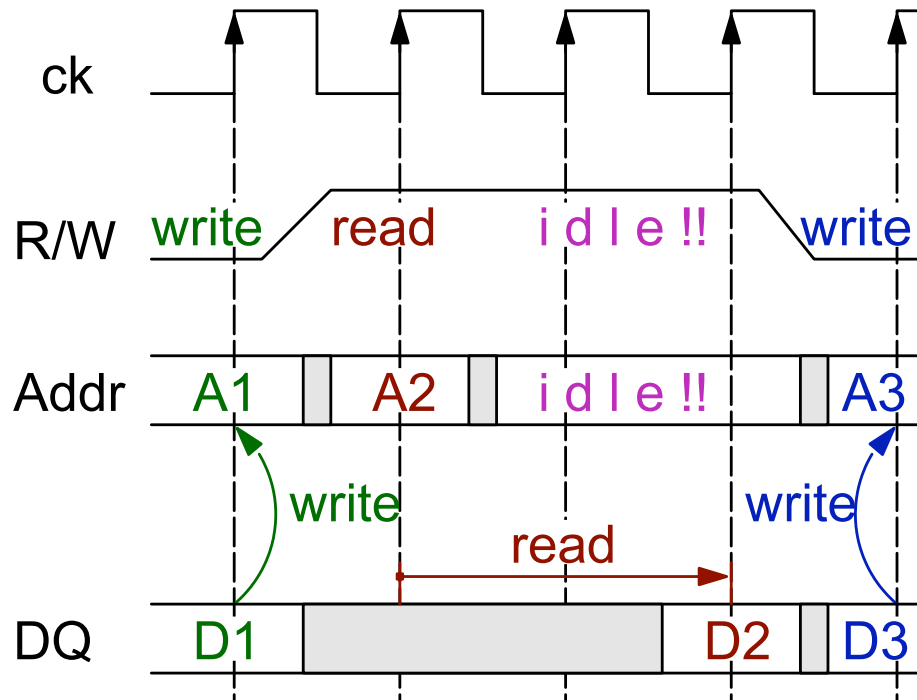 ck
R/W write read i d l e !! write
Addr A1 A2 i d l e !! A3
write write
read
DQ D1 D2 D3